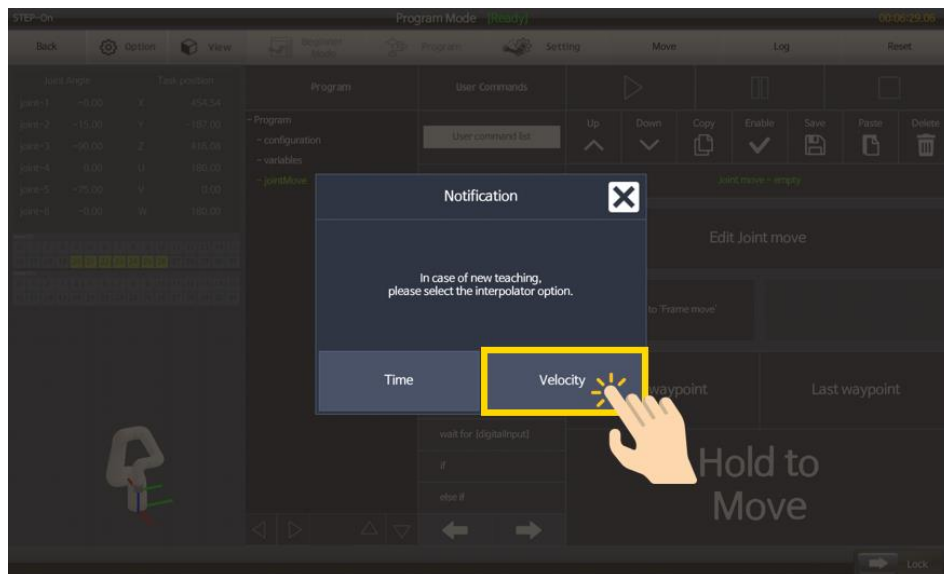 STEP-On
Program Mode (Ready)
00:06:29.06
Back
Option
View
Beginner Mode
Program
Setting
Move
Log
Reset
Joint Angle
Task position
Joint-1 -0.00 X 454.54
Joint-2 -15.00 Y -187.00
Joint-3 -90.00 Z 418.68
Joint-4 0.00 U 180.00
Joint-5 -75.00 V 0.00
Joint-6 -0.00 W 180.00
Program
- Program
- configuration
- variables
- jointMove
User Commands
User command list
Up
Down
Copy
Enable
Save
Paste
Delete
Joint move - empty
Edit Joint move
to 'Frame move'
waypoint
Last waypoint
Notification
In case of new teaching,
please select the interpolator option.
Time
Velocity
wait for [digitalInput]
if
else if
Hold to
Move
Lock